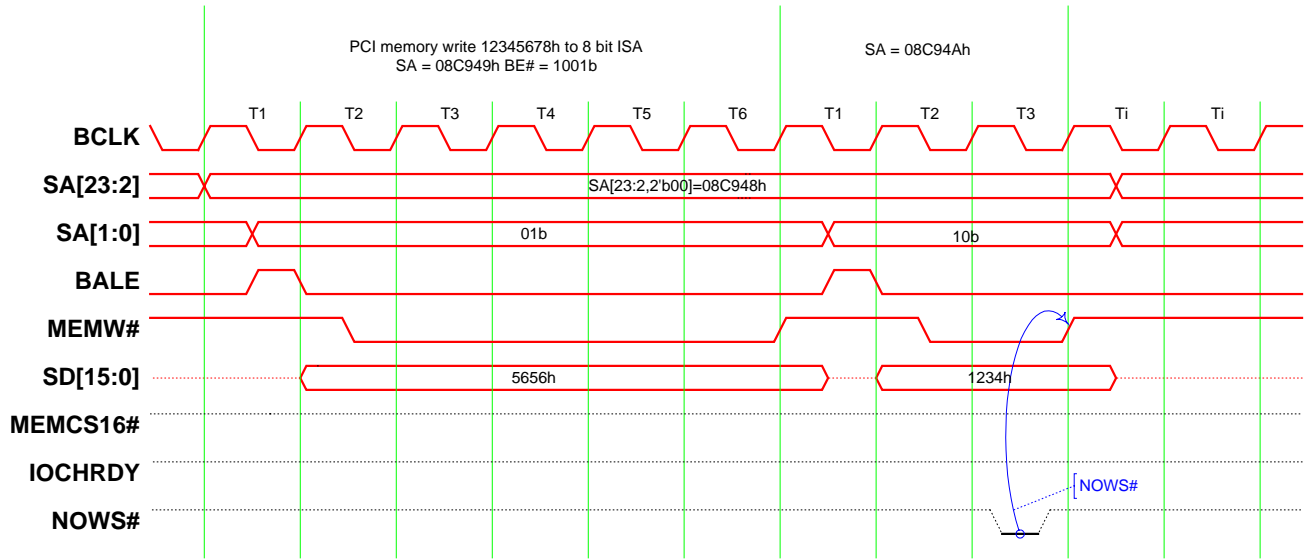 PCI memory write 12345678h to 8 bit ISA
SA = 08C949h BE# = 1001b
SA = 08C94Ah
T1 T2 T3 T4 T5 T6 T1 T2 T3 Ti Ti
BCLK
SA[23:2] SA[23:2,2'b00]=08C948h
SA[1:0] 01b 10b
BALE
MEMW#
SD[15:0] 5656h 1234h
MEMCS16#
IOCHRDY
[NOWS#
NOWS#